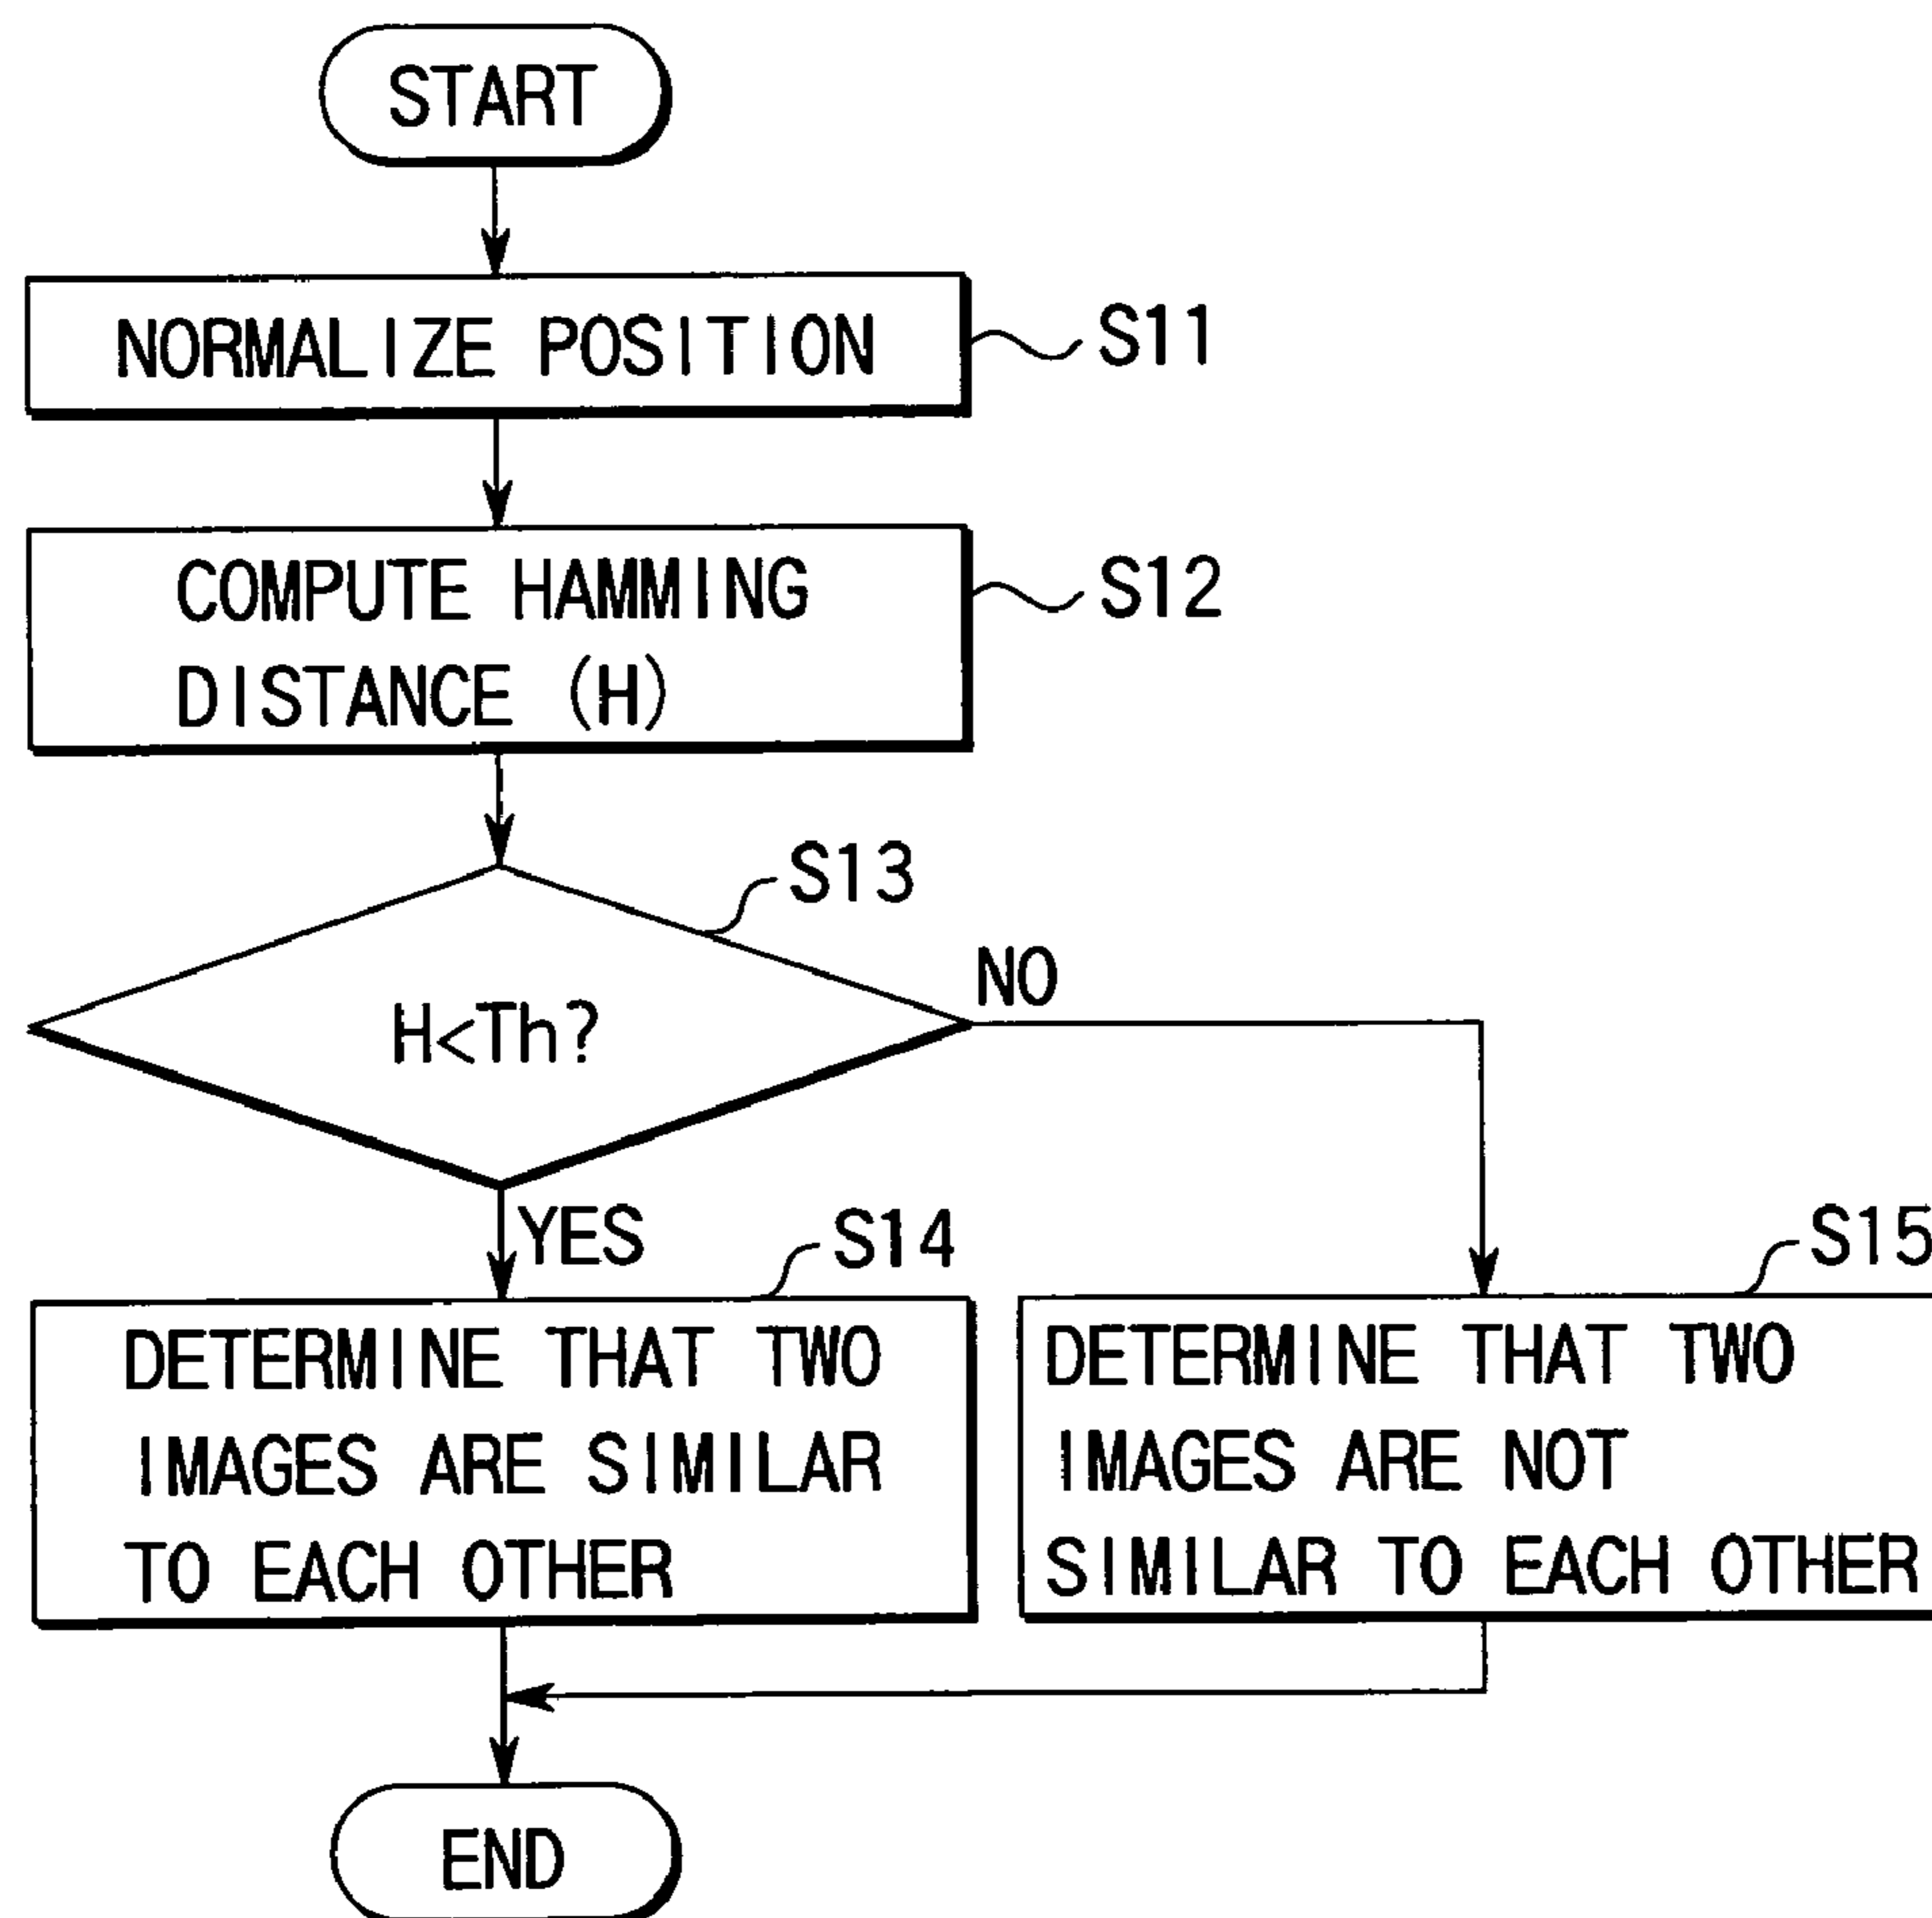 START
NORMALIZE POSITION
S11
COMPUTE HAMMING
DISTANCE (H)
S12
S13
H<Th?
NO
YES
S14
DETERMINE THAT TWO
IMAGES ARE SIMILAR
TO EACH OTHER
S15
DETERMINE THAT TWO
IMAGES ARE NOT
SIMILAR TO EACH OTHER
END